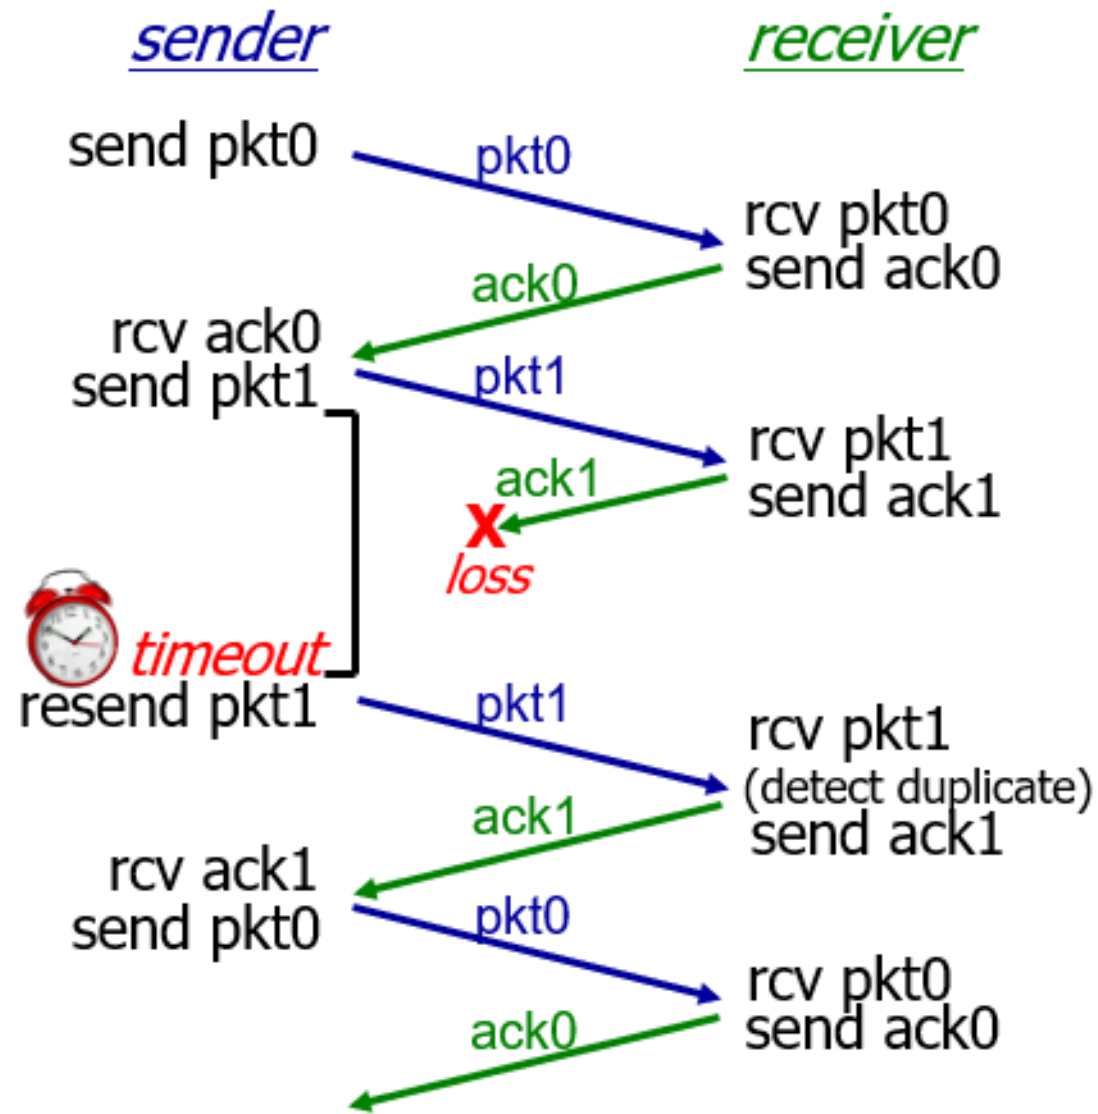 sender
receiver
send pkt0
pkt0
rcv pkt0
send ack0
ack0
rcv ack0
send pkt1
pkt1
rcv pkt1
send ack1
ack1
X
loss
timeout
resend pkt1
pkt1
rcv pkt1
(detect duplicate)
send ack1
ack1
rcv ack1
send pkt0
pkt0
rcv pkt0
send ack0
ack0